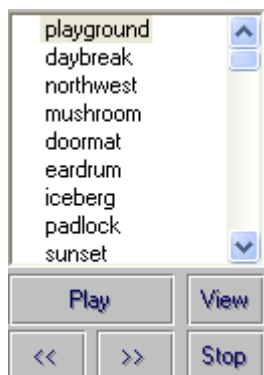 playground
daybreak
northwest
mushroom
doormat
eardrum
iceberg
padlock
sunset
Play View
<< >> Stop